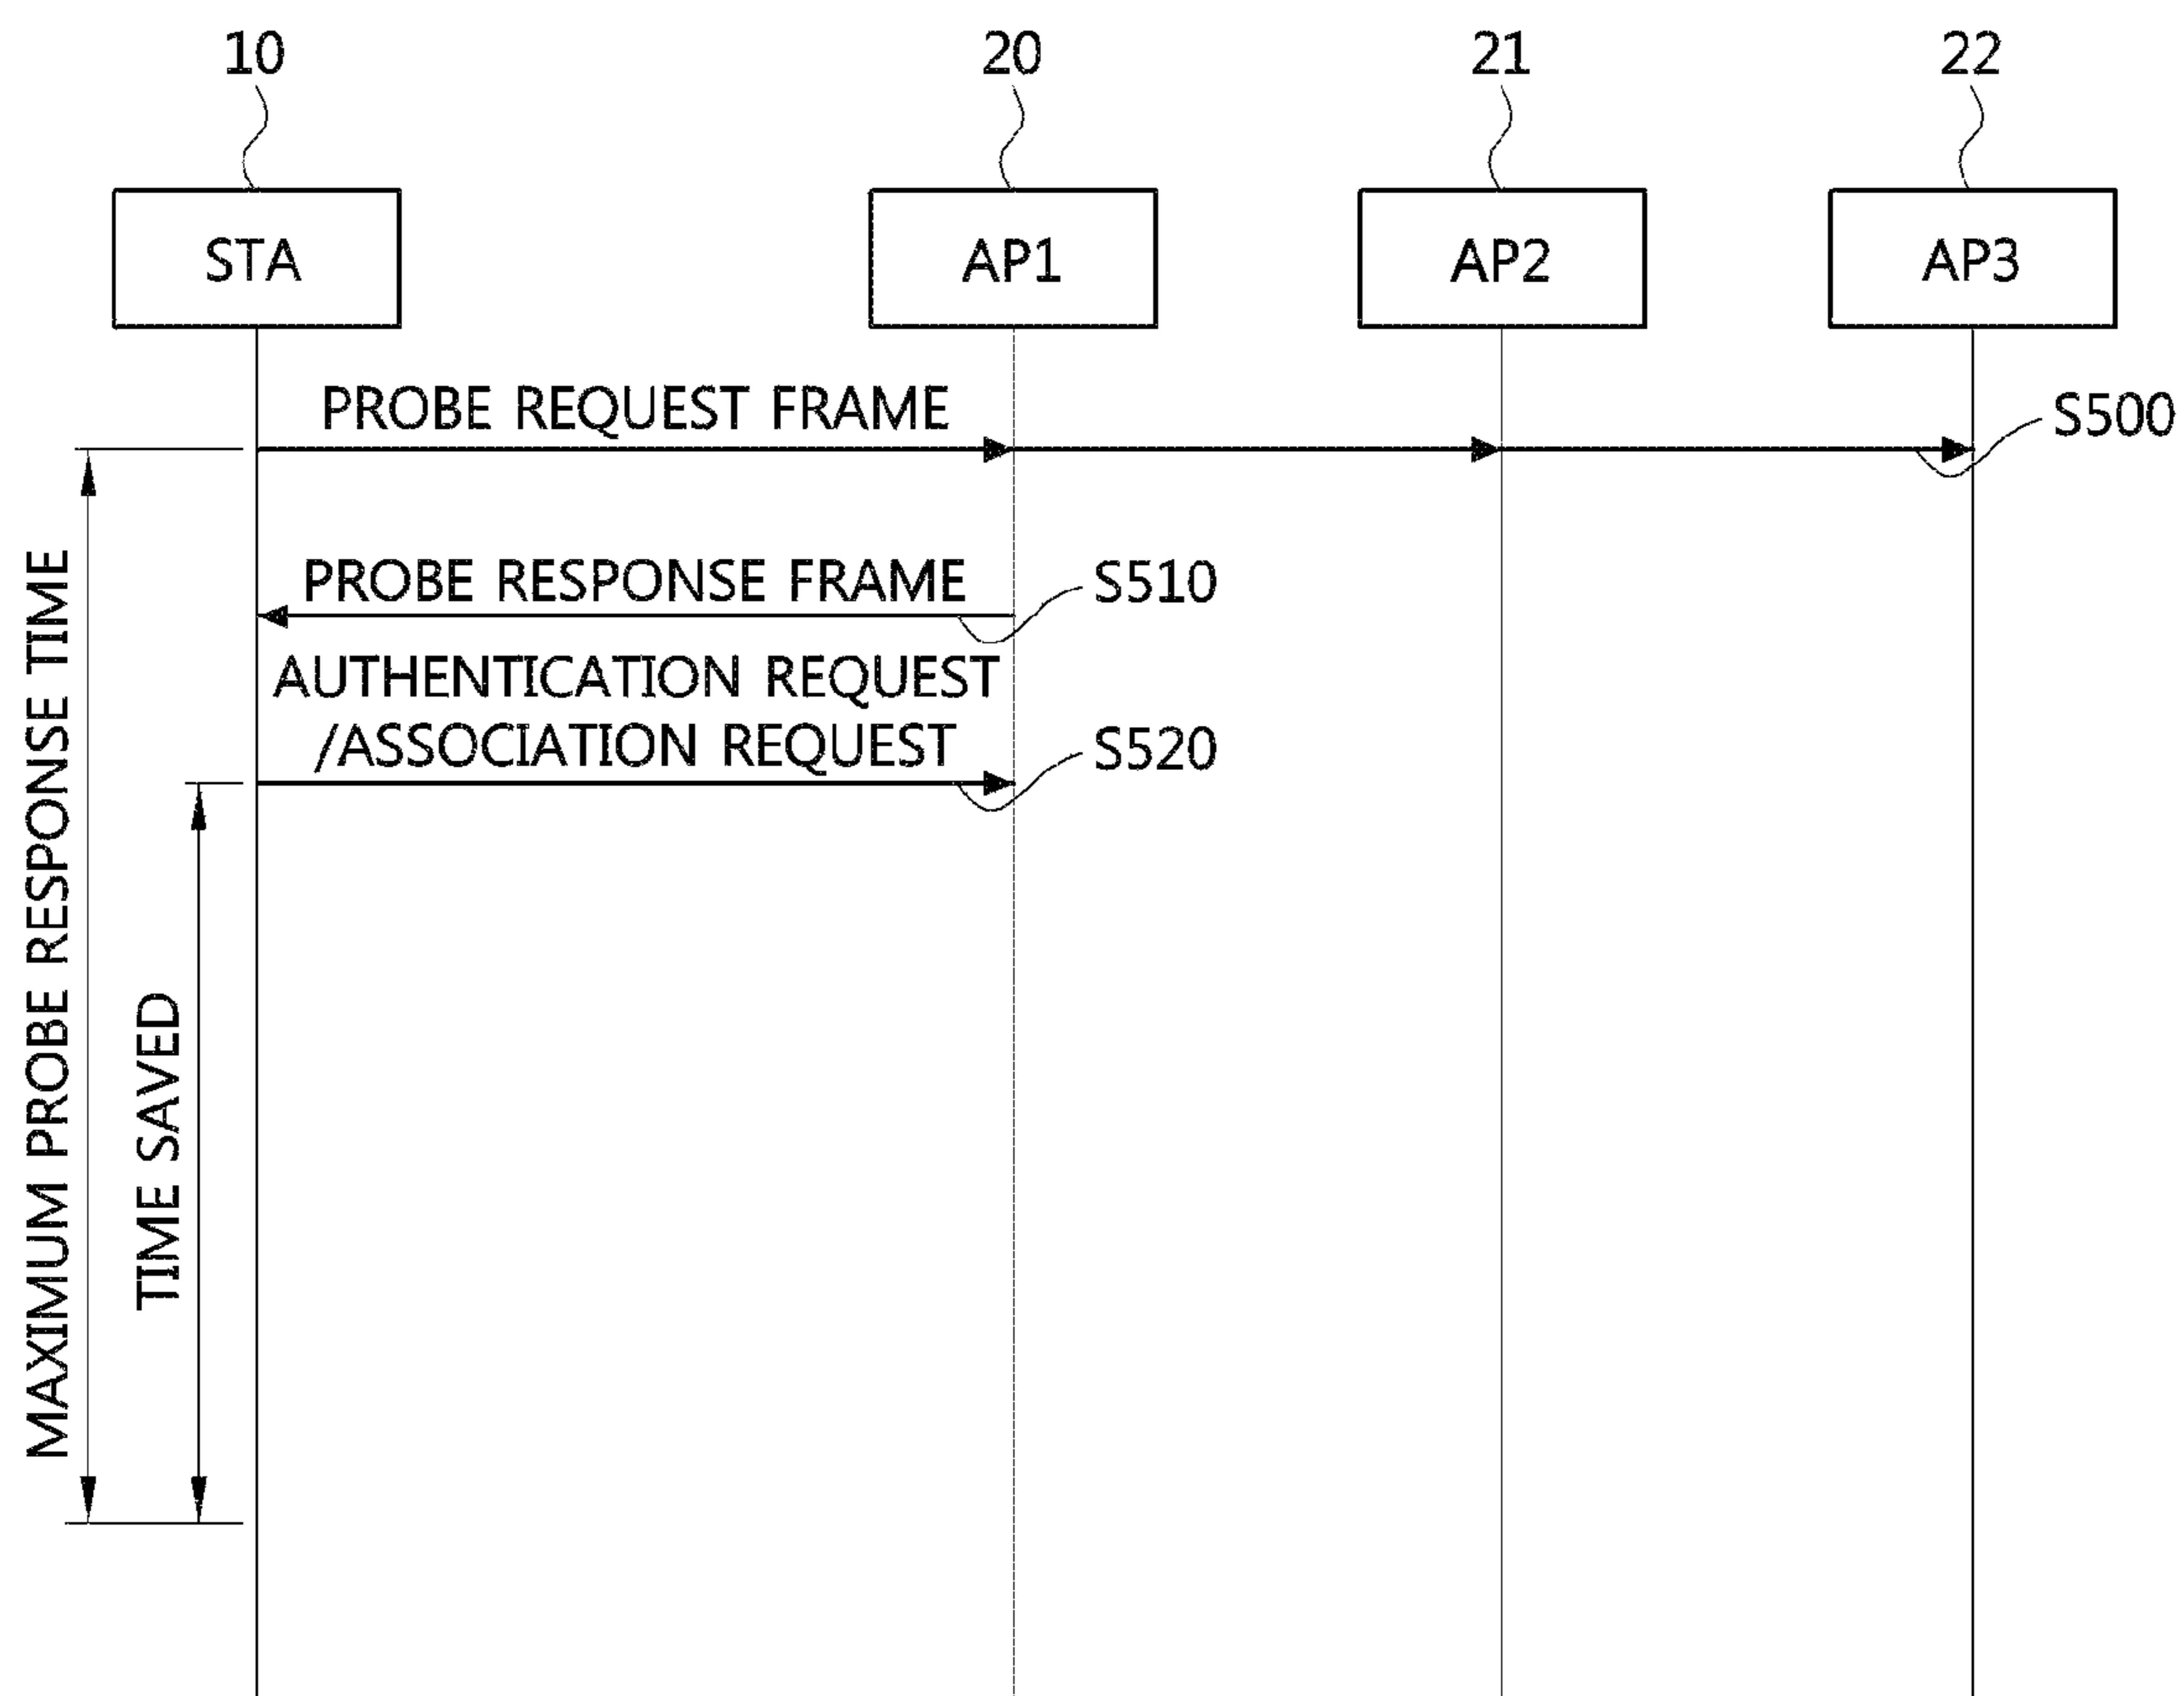 10
20
21
22
STA
AP1
AP2
AP3
PROBE REQUEST FRAME
S500
PROBE RESPONSE FRAME
S510
AUTHENTICATION REQUEST
/ASSOCIATION REQUEST
S520
MAXIMUM PROBE RESPONSE TIME
TIME SAVED